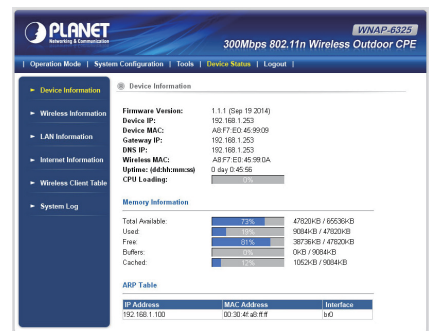 PLANET
Networking & Communication
WNAP-6325
300Mbps 802.11n Wireless Outdoor CPE
| Operation Mode | System Configuration | Tools | Device Status | Logout |
Device Information
Wireless Information
LAN Information
Internet Information
Wireless Client Table
System Log
Device Information
Firmware Version: 1.1.1 (Sep 19 2014)
Device IP: 192.168.1.253
Device MAC: A8:F7:E0:45:99:09
Gateway IP: 192.168.1.253
DNS IP: 192.168.1.253
Wireless MAC: A8:F7:E0:45:99:0A
Uptime: (dd:hh:mm:ss) 0 day 0:45:56
CPU Loading: 0%
Memory Information
Total Available: 73% 47820KB / 65536KB
Used: 19% 9084KB / 47820KB
Free: 81% 38736KB / 47820KB
Buffers: 0% 0KB / 9084KB
Cached: 12% 1052KB / 9084KB
ARP Table
IP Address MAC Address Interface
192.168.1.100 00:30:4f:a8:ff:ff br0